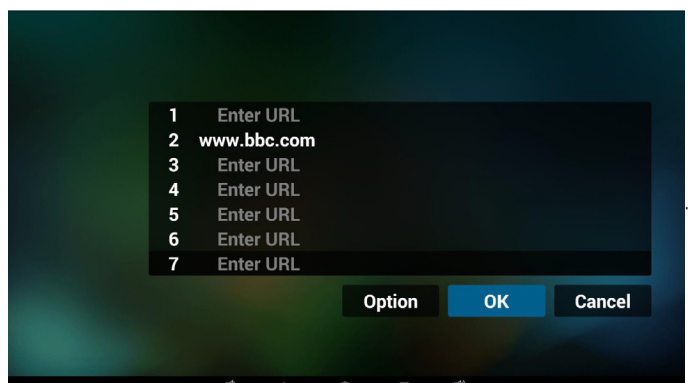 1 Enter URL
2 www.bbc.com
3 Enter URL
4 Enter URL
5 Enter URL
6 Enter URL
7 Enter URL
Option OK Cancel